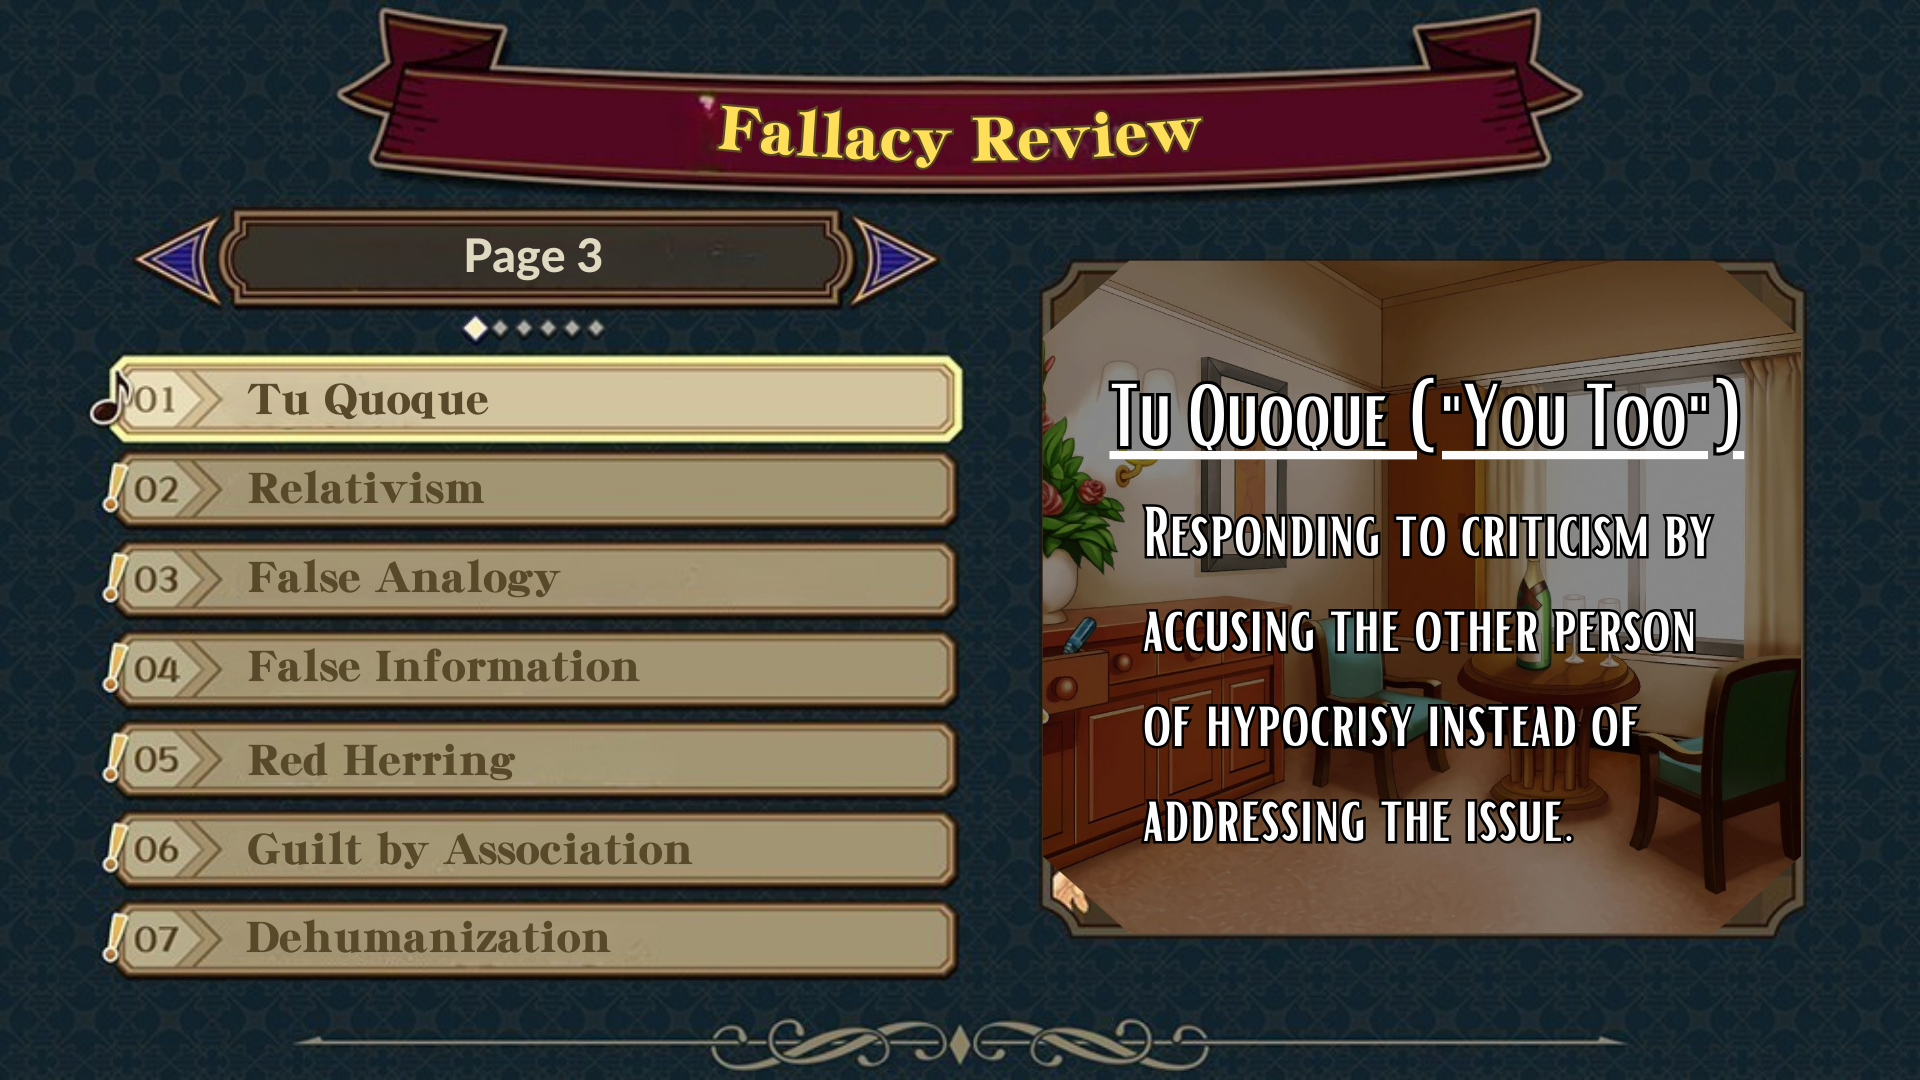 Fallacy Review
Page 3
01 Tu Quoque
02 Relativism
03 False Analogy
04 False Information
05 Red Herring
06 Guilt by Association
07 Dehumanization
Tu Quoque ("You Too")
Responding to criticism by
accusing the other person
of hypocrisy instead of
addressing the issue.